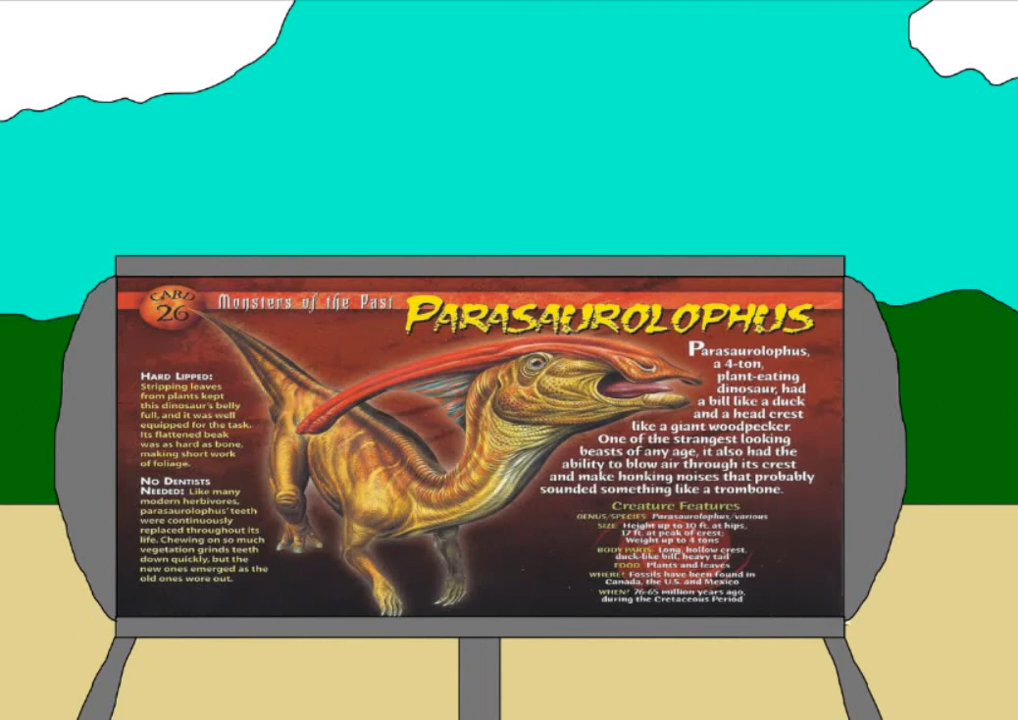 CARD
26
Monsters of the Past
PARASAUROLOPHUS
HARD LIPPED:
Stripping leaves
from plants kept
this dinosaur's belly
full, and it was well
equipped for the task.
Its flattened beak
was as hard as bone,
making short work
of foliage.
NO DENTISTS
NEEDED: Like many
modern herbivores,
parasaurolophus' teeth
were continuously
replaced throughout its
life. Chewing on so much
vegetation grinds teeth
down quickly, but the
new ones emerged as the
old ones wore out.
Parasaurolophus,
a 4-ton,
plant-eating
dinosaur, had
a bill like a duck
and a head crest
like a giant woodpecker.
One of the strangest looking
beasts of any age, it also had the
ability to blow air through its crest
and make honking noises that probably
sounded something like a trombone.
Creature Features
GENUS/SPECIES: Parasaurolophus/various
SIZE: Height up to 10 ft. at hips,
17 ft. at peak of crest;
Weight up to 4 tons
BODY PARTS: Long, hollow crest,
duck-like bill, heavy tail
FOOD: Plants and leaves
WHERE? Fossils have been found in
Canada, the U.S. and Mexico
WHEN? 76-65 million years ago,
during the Cretaceous Period